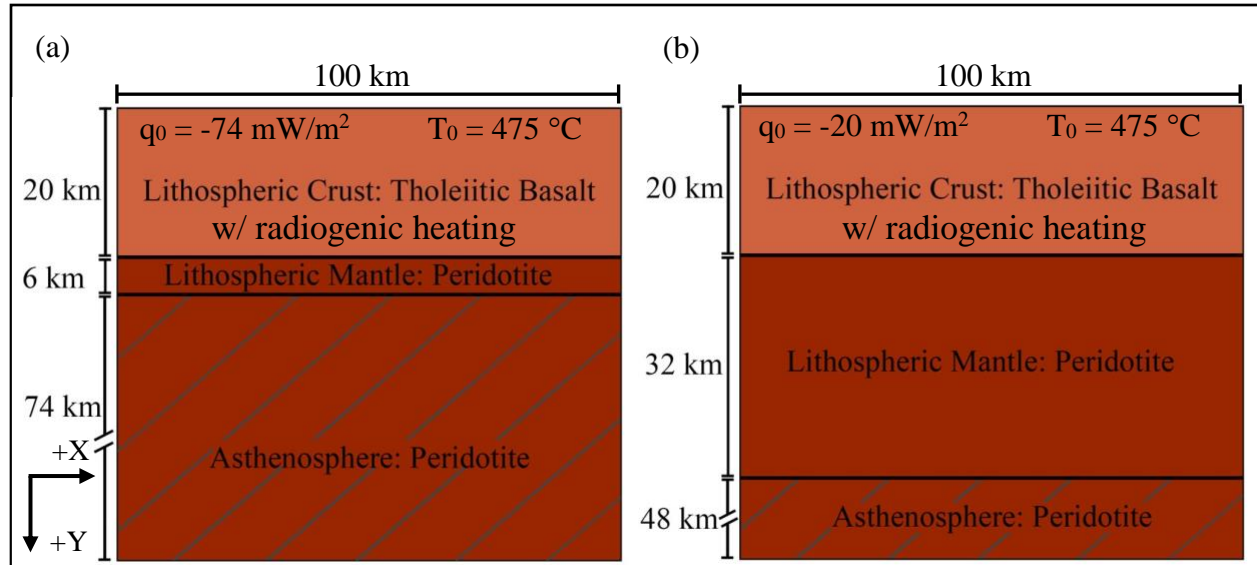 (a)
100 km
q₀ = -74 mW/m² T₀ = 475 °C
20 km
Lithospheric Crust: Tholeiitic Basalt
w/ radiogenic heating
6 km
Lithospheric Mantle: Peridotite
74 km
Asthenosphere: Peridotite
+X
+Y
(b)
100 km
q₀ = -20 mW/m² T₀ = 475 °C
20 km
Lithospheric Crust: Tholeiitic Basalt
w/ radiogenic heating
32 km
Lithospheric Mantle: Peridotite
48 km
Asthenosphere: Peridotite